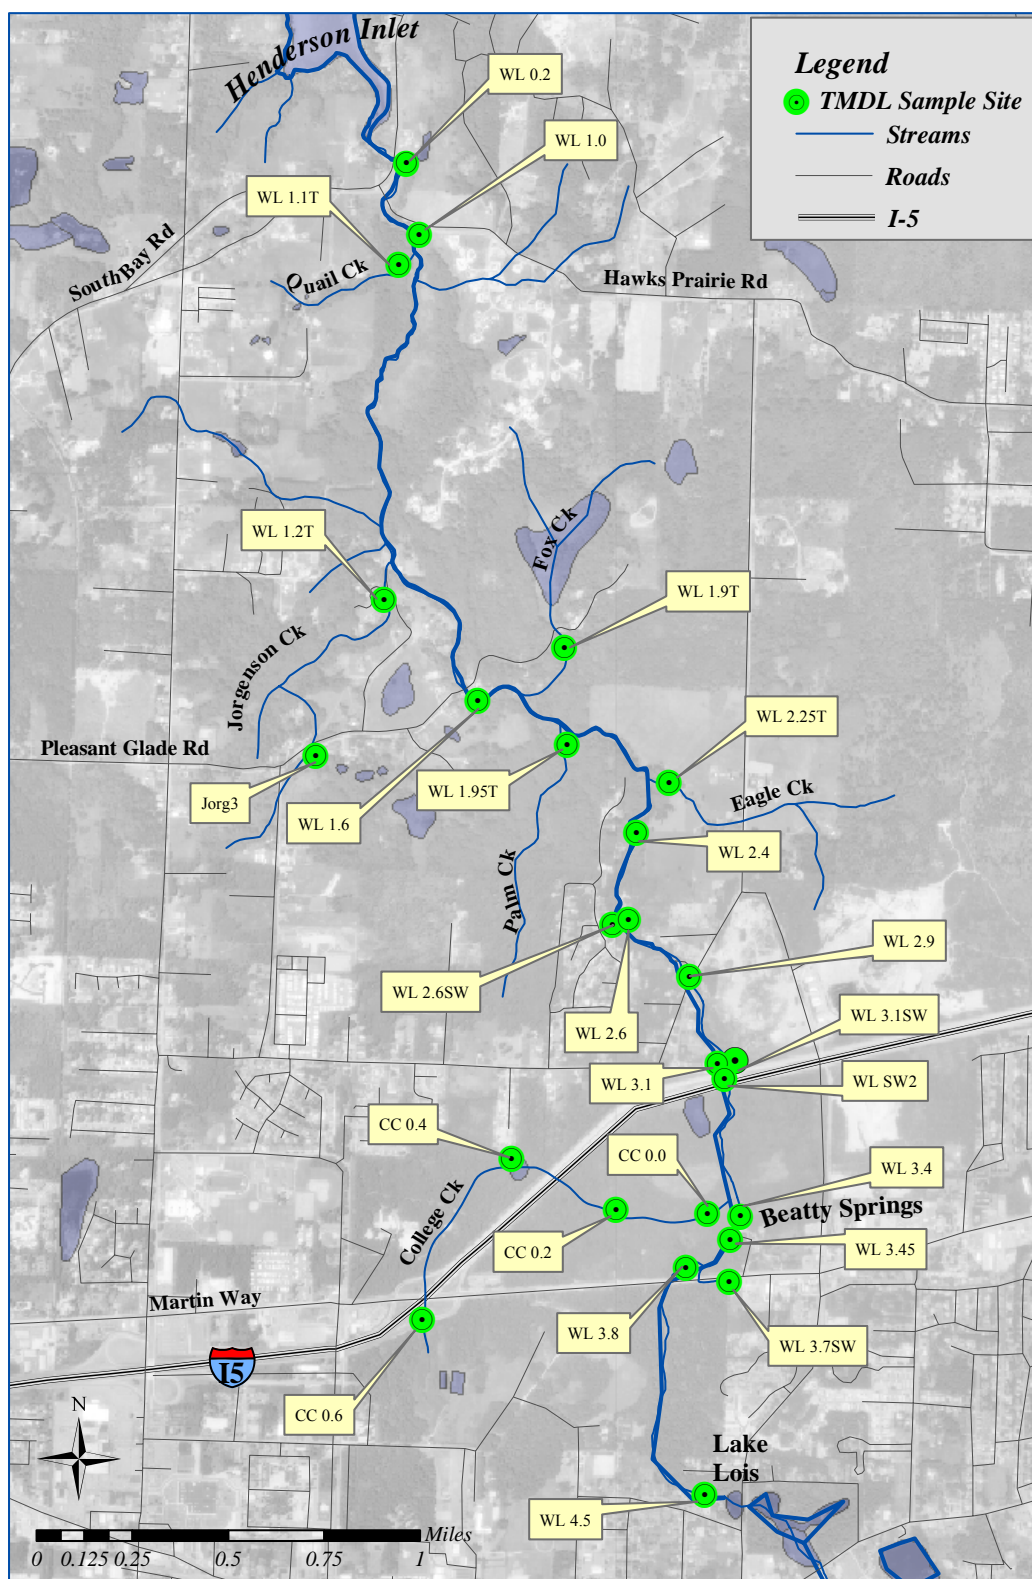 Henderson Inlet
Legend
TMDL Sample Site
Streams
Roads
I-5
WL 0.2
WL 1.0
WL 1.1T
SouthBay Rd
Quail Ck
Hawks Prairie Rd
WL 1.2T
Fox Ck
WL 1.9T
Jorgenson Ck
Pleasant Glade Rd
WL 2.25T
Jorg3
WL 1.6
WL 1.95T
Eagle Ck
WL 2.4
Palm Ck
WL 2.9
WL 2.6SW
WL 2.6
WL 3.1SW
WL 3.1
WL SW2
CC 0.4
CC 0.0
WL 3.4
College Ck
Beatty Springs
CC 0.2
WL 3.45
Martin Way
WL 3.8
WL 3.7SW
I5
CC 0.6
N
Lake
Lois
WL 4.5
Miles
0 0.125 0.25 0.5 0.75 1